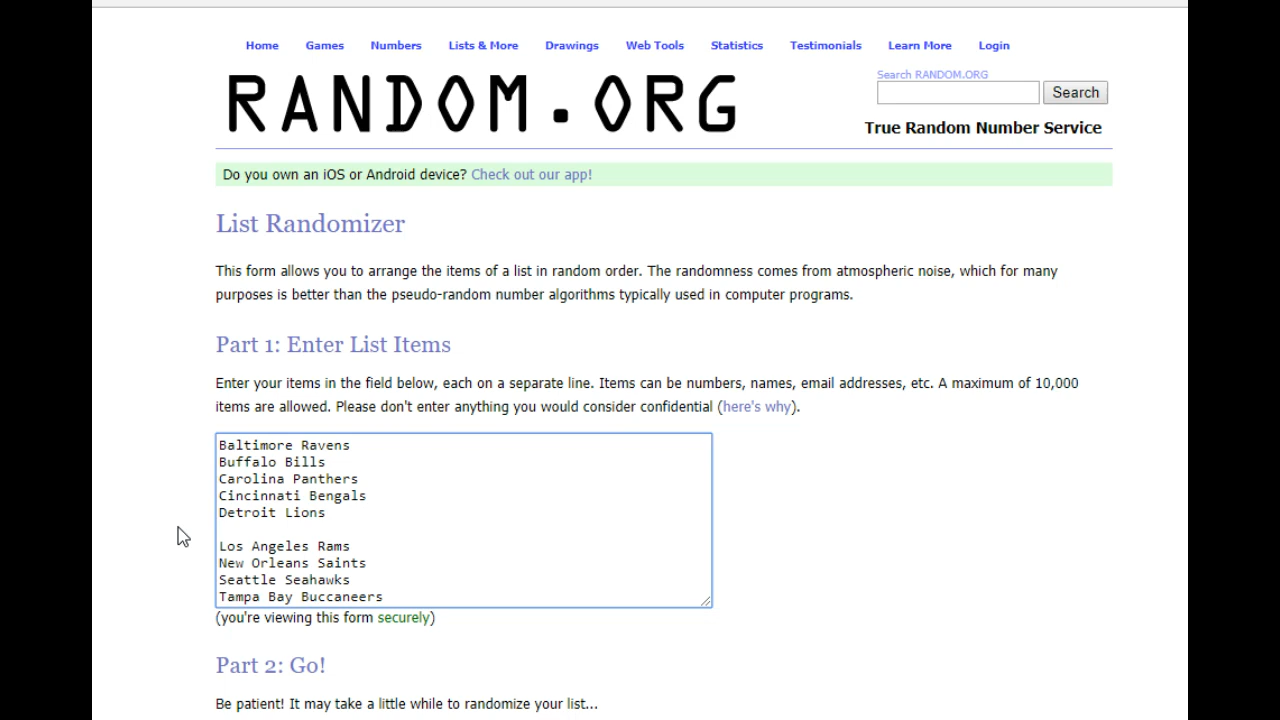 Home Games Numbers Lists & More Drawings Web Tools Statistics Testimonials Learn More Login
RANDOM.ORG
Search RANDOM.ORG
Search
True Random Number Service
Do you own an iOS or Android device? Check out our app!
List Randomizer
This form allows you to arrange the items of a list in random order. The randomness comes from atmospheric noise, which for many
purposes is better than the pseudo-random number algorithms typically used in computer programs.
Part 1: Enter List Items
Enter your items in the field below, each on a separate line. Items can be numbers, names, email addresses, etc. A maximum of 10,000
items are allowed. Please don't enter anything you would consider confidential (here's why).
Baltimore Ravens
Buffalo Bills
Carolina Panthers
Cincinnati Bengals
Detroit Lions
Los Angeles Rams
New Orleans Saints
Seattle Seahawks
Tampa Bay Buccaneers
(you're viewing this form securely)
Part 2: Go!
Be patient! It may take a little while to randomize your list...